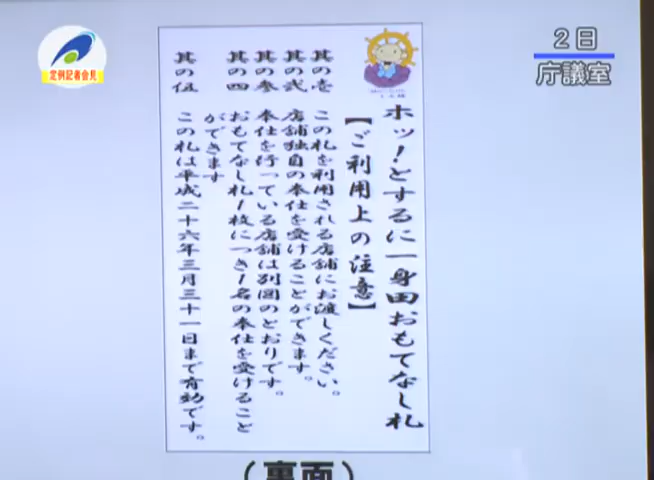 定例記者会見
2日
庁議室
ホッ!とするに一身田おもてなし札
【ご利用上の注意】
其の壱 この札を利用される店舗にお渡しください。
其の弐 店舗独自の奉仕を受けることができます。
其の参 奉仕を行っている店舗は別図のとおりです。
其の四 おもてなし札1枚につき1名の奉仕を受けること
ができます
其の伍 この札は平成二十六年三月三十一日まで有効です。
(裏面)